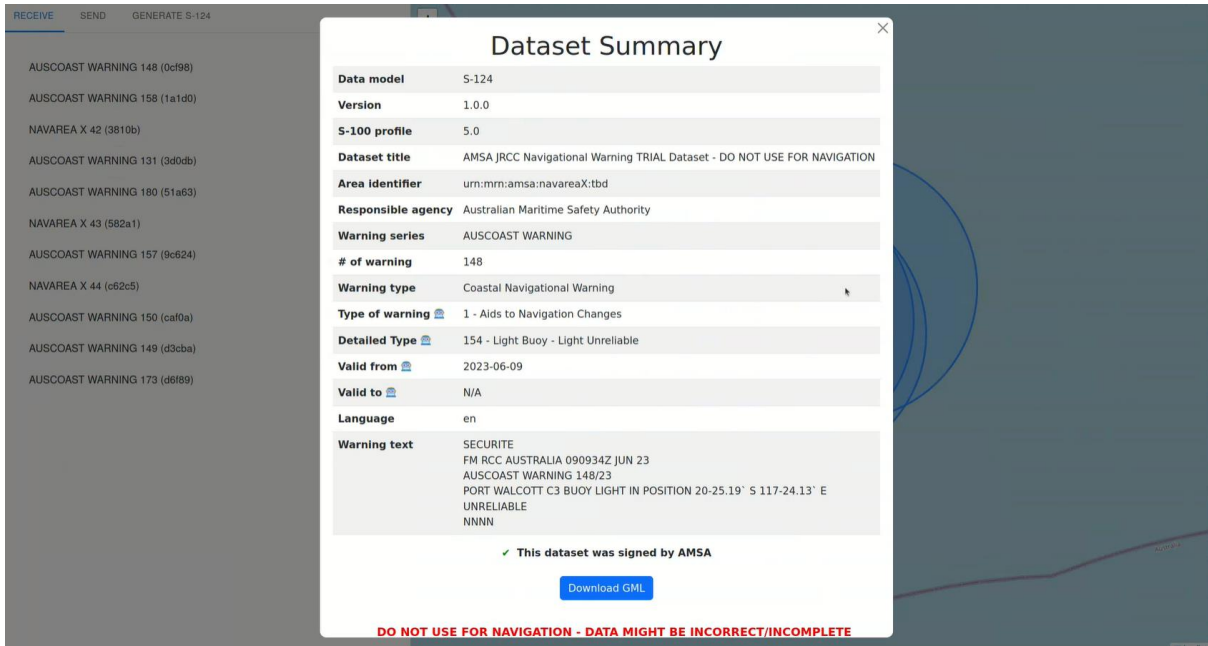 RECEIVE SEND GENERATE S-124
AUSCOAST WARNING 148 (0cf98)
AUSCOAST WARNING 158 (1a1d0)
NAVAREA X 42 (3810b)
AUSCOAST WARNING 131 (3d0db)
AUSCOAST WARNING 180 (51a63)
NAVAREA X 43 (582a1)
AUSCOAST WARNING 157 (9c624)
NAVAREA X 44 (c62c5)
AUSCOAST WARNING 150 (caf0a)
AUSCOAST WARNING 149 (d3cba)
AUSCOAST WARNING 173 (d6f89)
Dataset Summary
Data model S-124
Version 1.0.0
S-100 profile 5.0
Dataset title AMSA JRCC Navigational Warning TRIAL Dataset - DO NOT USE FOR NAVIGATION
Area identifier urn:mrn:amsa:navareaX:tbd
Responsible agency Australian Maritime Safety Authority
Warning series AUSCOAST WARNING
# of warning 148
Warning type Coastal Navigational Warning
Type of warning 1 - Aids to Navigation Changes
Detailed Type 154 - Light Buoy - Light Unreliable
Valid from 2023-06-09
Valid to N/A
Language en
Warning text SECURITE
FM RCC AUSTRALIA 090934Z JUN 23
AUSCOAST WARNING 148/23
PORT WALCOTT C3 BUOY LIGHT IN POSITION 20-25.19` S 117-24.13` E
UNRELIABLE
NNNN
✓ This dataset was signed by AMSA
Download GML
DO NOT USE FOR NAVIGATION - DATA MIGHT BE INCORRECT/INCOMPLETE